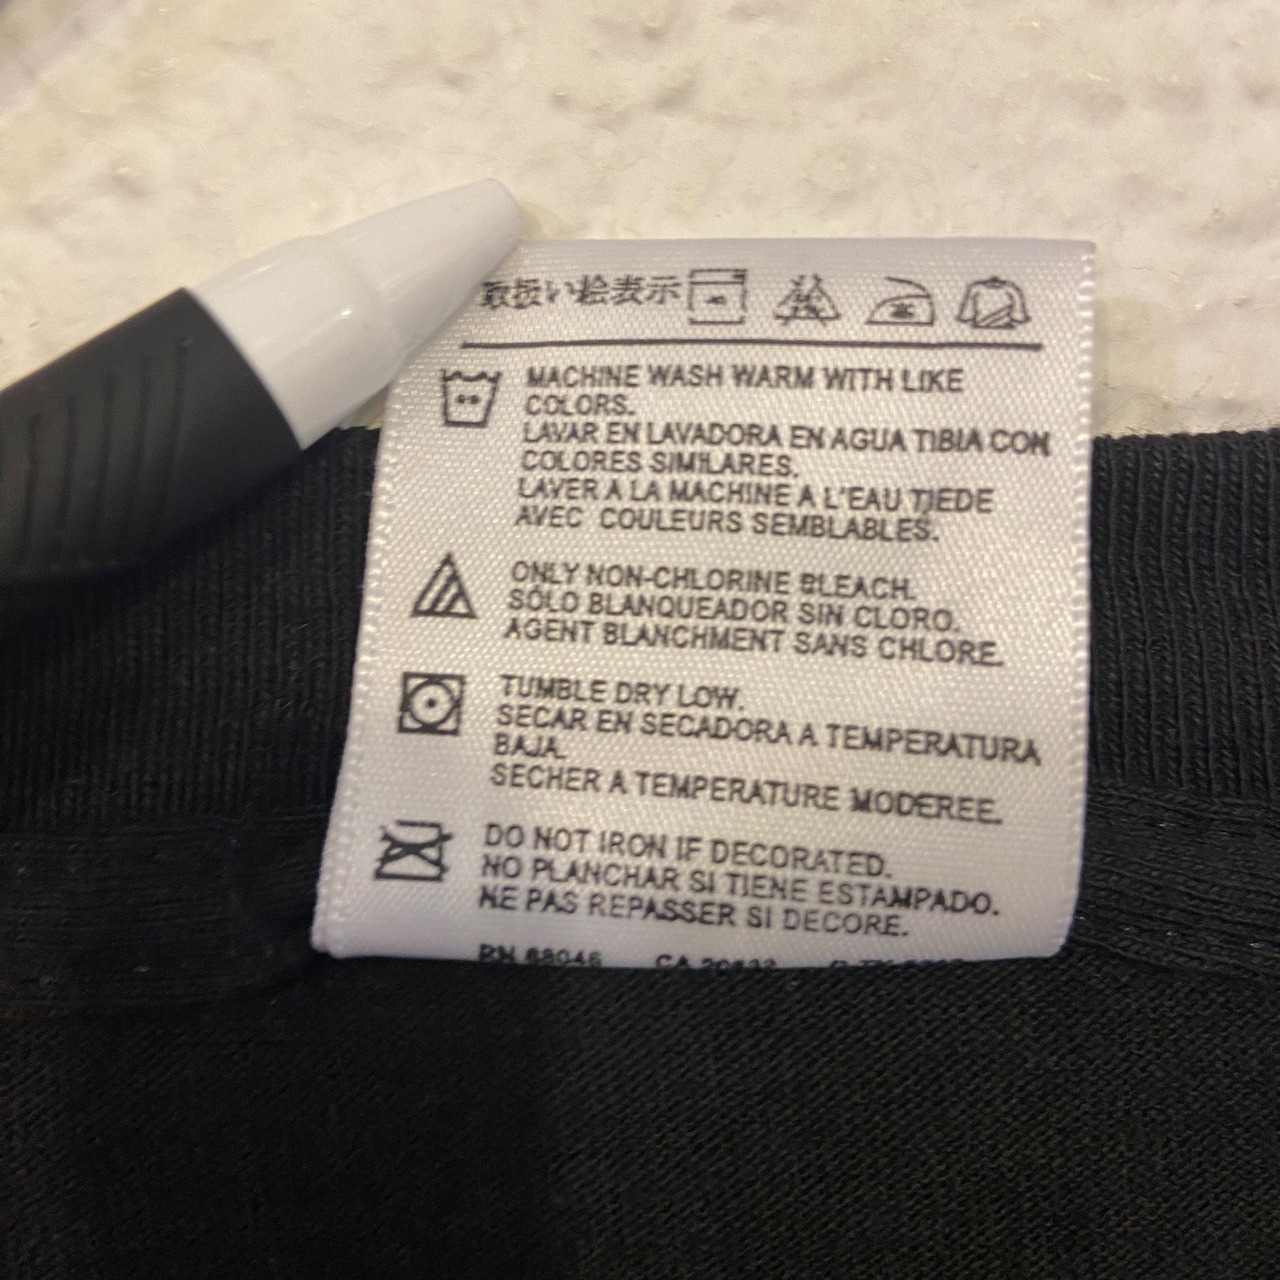 取扱い絵表示
MACHINE WASH WARM WITH LIKE
COLORS.
LAVAR EN LAVADORA EN AGUA TIBIA CON
COLORES SIMILARES.
LAVER A LA MACHINE A L'EAU TIEDE
AVEC COULEURS SEMBLABLES.
ONLY NON-CHLORINE BLEACH.
SÓLO BLANQUEADOR SIN CLORO.
AGENT BLANCHMENT SANS CHLORE.
TUMBLE DRY LOW.
SECAR EN SECADORA A TEMPERATURA
BAJA.
SECHER A TEMPERATURE MODEREE.
DO NOT IRON IF DECORATED.
NO PLANCHAR SI TIENE ESTAMPADO.
NE PAS REPASSER SI DECORE.
RN 68046 CA